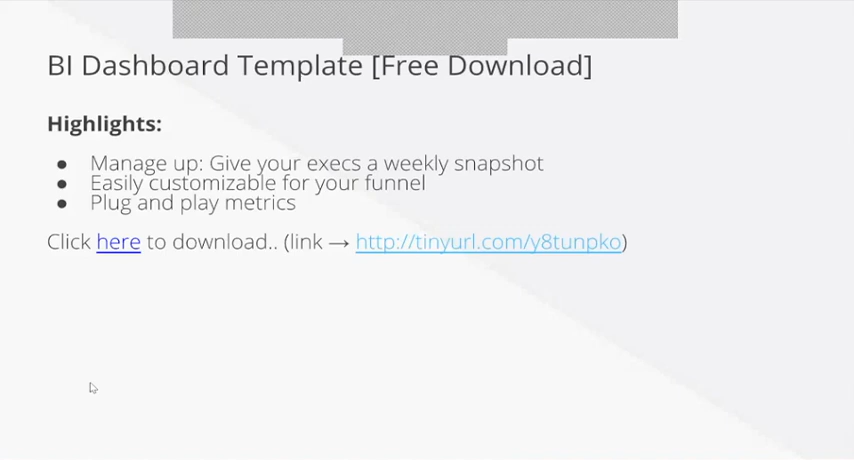 BI Dashboard Template [Free Download]
Highlights:
● Manage up: Give your execs a weekly snapshot
● Easily customizable for your funnel
● Plug and play metrics
Click here to download.. (link → http://tinyurl.com/y8tunpko)